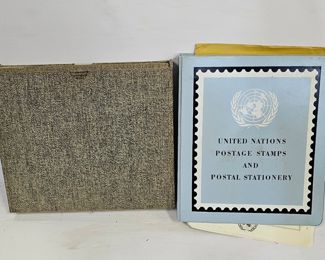 UNITED NATIONS
POSTAGE STAMPS
AND
POSTAL STATIONERY